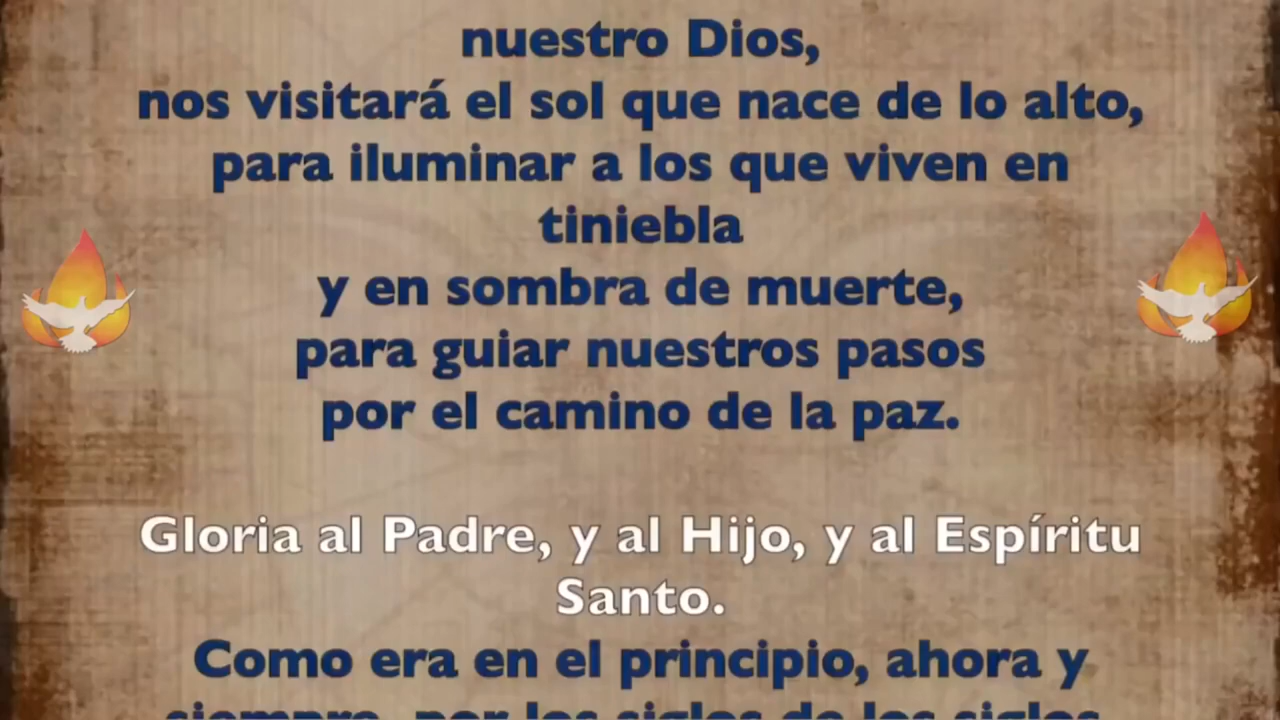 nuestro Dios,
nos visitará el sol que nace de lo alto,
para iluminar a los que viven en
tiniebla
y en sombra de muerte,
para guiar nuestros pasos
por el camino de la paz.
Gloria al Padre, y al Hijo, y al Espíritu
Santo.
Como era en el principio, ahora y
siempre, por los siglos de los siglos